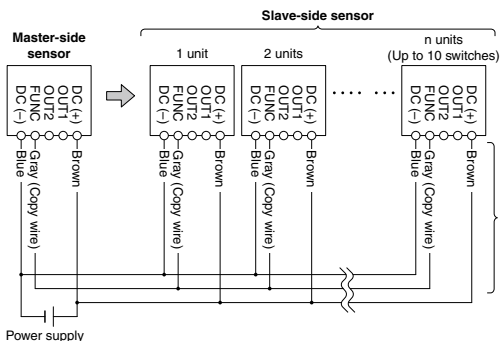 Slave-side sensor
Master-side
sensor
1 unit
2 units
n units
(Up to 10 switches)
DC (−)
FUNC
OUT2
OUT1
DC (+)
DC (−)
FUNC
OUT2
OUT1
DC (+)
DC (−)
FUNC
OUT2
OUT1
DC (+)
DC (−)
FUNC
OUT2
OUT1
DC (+)
Blue
Gray (Copy wire)
Brown
Blue
Gray (Copy wire)
Brown
Blue
Gray (Copy wire)
Brown
Blue
Gray (Copy wire)
Brown
Power supply